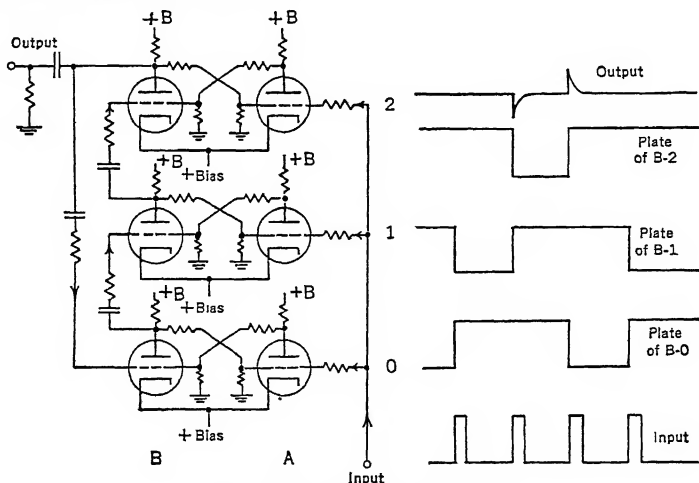 +B +B
Output
Output
2
Plate
of B-2
+Bias
+B +B
1
Plate
of B-1
+Bias
+B +B
0
Plate
of B-0
+Bias
Input
B A
Input